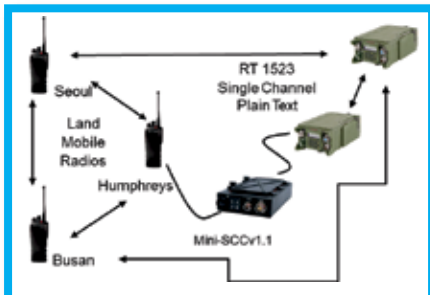 RT 1523
Single Channel
Plain Text
Seoul
Land
Mobile
Radios
Humphreys
Mini-SCCv1.1
Busan